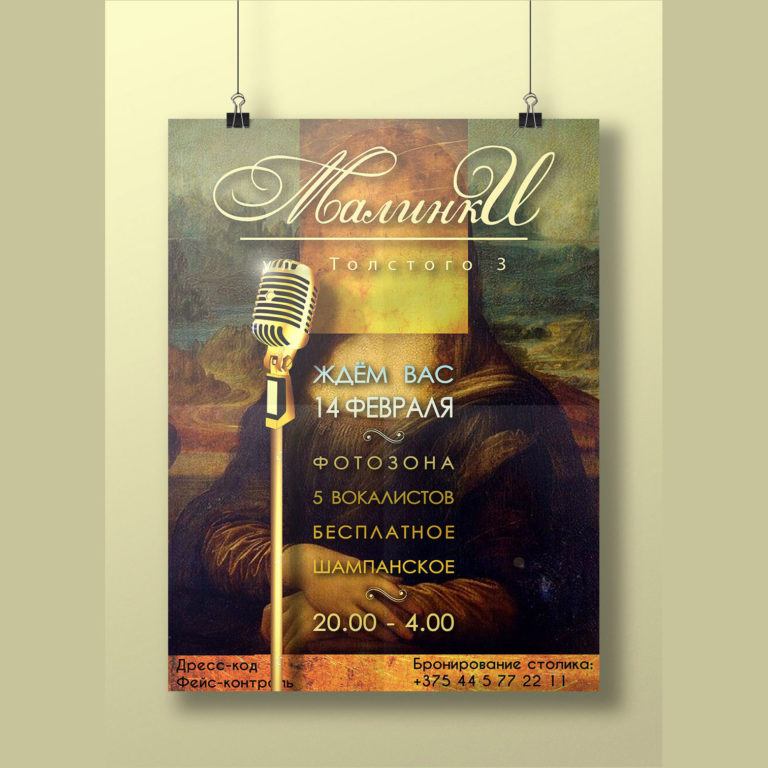 МалинкИ
ул. Толстого 3
ЖДЁМ ВАС
14 ФЕВРАЛЯ
ФОТОЗОНА
5 ВОКАЛИСТОВ
БЕСПЛАТНОЕ
ШАМПАНСКОЕ
20.00 - 4.00
Дресс-код
Фейс-контроль
Бронирование столика:
+375 44 5 77 22 11